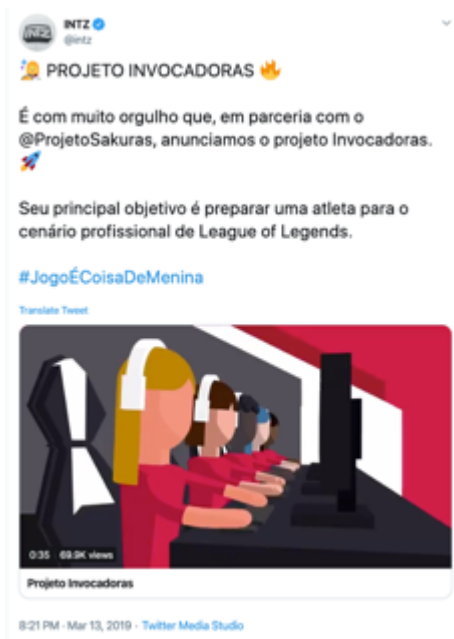 INTZ
@intz
PROJETO INVOCADORAS
É com muito orgulho que, em parceria com o
@ProjetoSakuras, anunciamos o projeto Invocadoras.
Seu principal objetivo é preparar uma atleta para o
cenário profissional de League of Legends.
#JogoÉCoisaDeMenina
Translate Tweet
0:35 69.9K views
Projeto Invocadoras
8:21 PM · Mar 13, 2019 · Twitter Media Studio